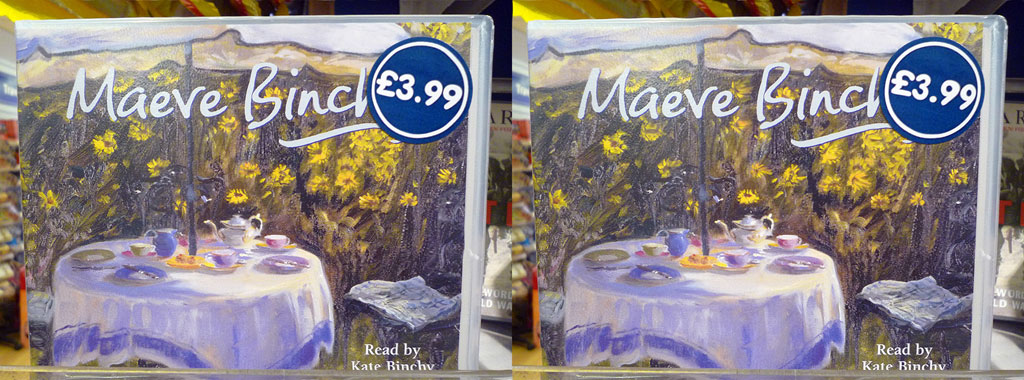 Maeve Binch
£3.99
Read by
Kate Binchy
Maeve Binch
£3.99
Read by
Kate Binchy